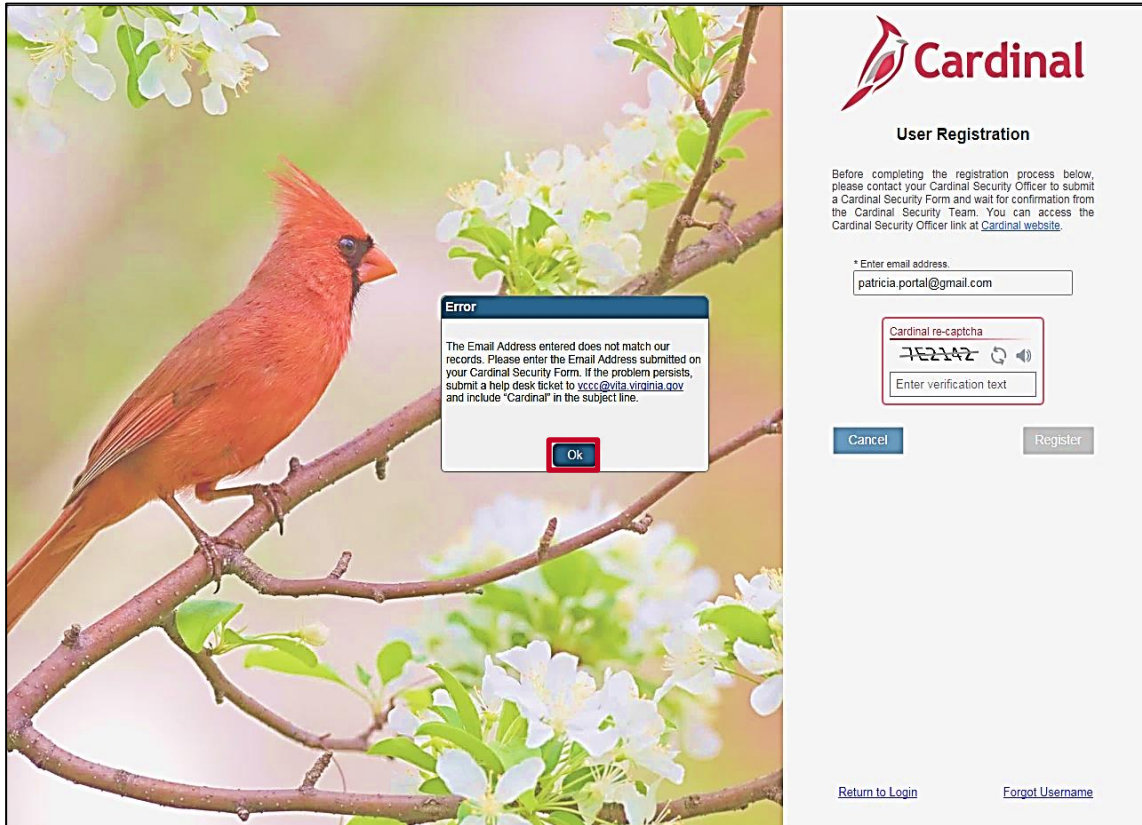 Cardinal
User Registration
Before completing the registration process below,
please contact your Cardinal Security Officer to submit
a Cardinal Security Form and wait for confirmation from
the Cardinal Security Team. You can access the
Cardinal Security Officer link at Cardinal website.
* Enter email address.
patricia.portal@gmail.com
Cardinal re-captcha
7E2142
Enter verification text
Cancel
Register
Error
The Email Address entered does not match our
records. Please enter the Email Address submitted on
your Cardinal Security Form. If the problem persists,
submit a help desk ticket to vccc@vita.virginia.gov
and include “Cardinal” in the subject line.
Ok
Return to Login
Forgot Username